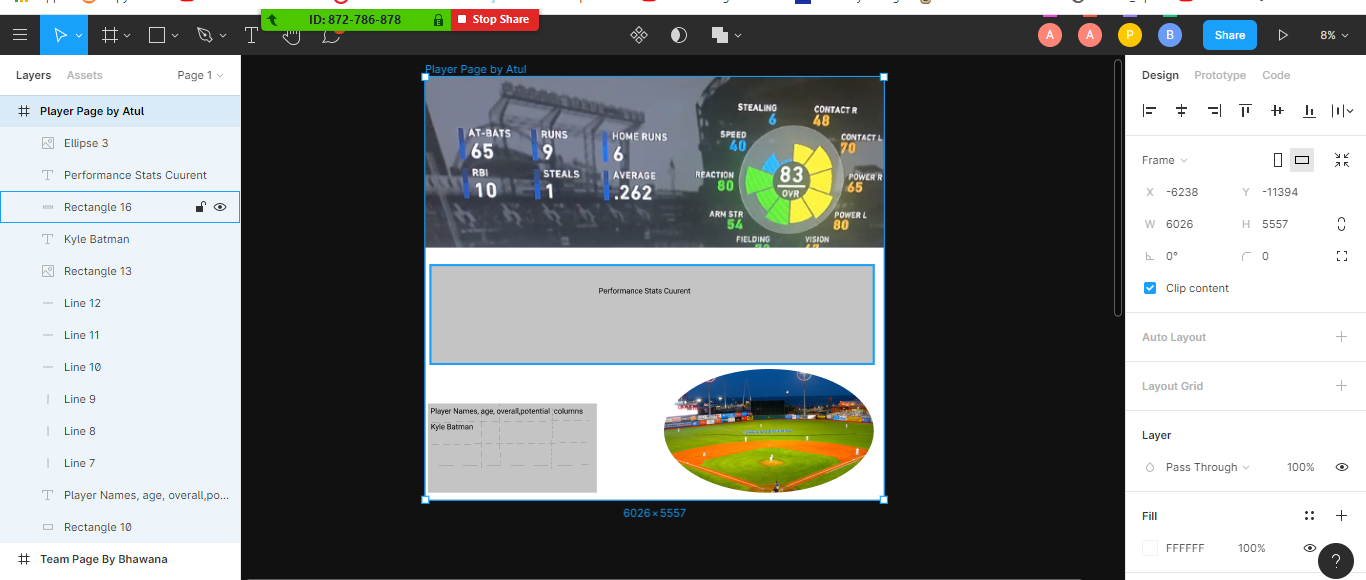 ID: 872-786-878 Stop Share
A A P B Share 8%
Layers Assets Page 1
Player Page by Atul
Ellipse 3
Performance Stats Cuurent
Rectangle 16
Kyle Batman
Rectangle 13
Line 12
Line 11
Line 10
Line 9
Line 8
Line 7
Player Names, age, overall,po...
Rectangle 10
Team Page By Bhawana
Player Page by Atul
AT-BATS RUNS HOME RUNS
65 9 6
RBI STEALS AVERAGE
10 1 .262
STEALING
6
CONTACT R
48
SPEED
40
CONTACT L
70
REACTION
80
83
OVR
POWER R
65
ARM STR
54
POWER L
80
FIELDING VISION
Performance Stats Cuurent
Player Names, age, overall,potential columns
Kyle Batman
6026 × 5557
Design Prototype Code
Frame
X -6238 Y -11394
W 6026 H 5557
0° 0
Clip content
Auto Layout
Layout Grid
Layer
Pass Through 100%
Fill
FFFFFF 100%
?